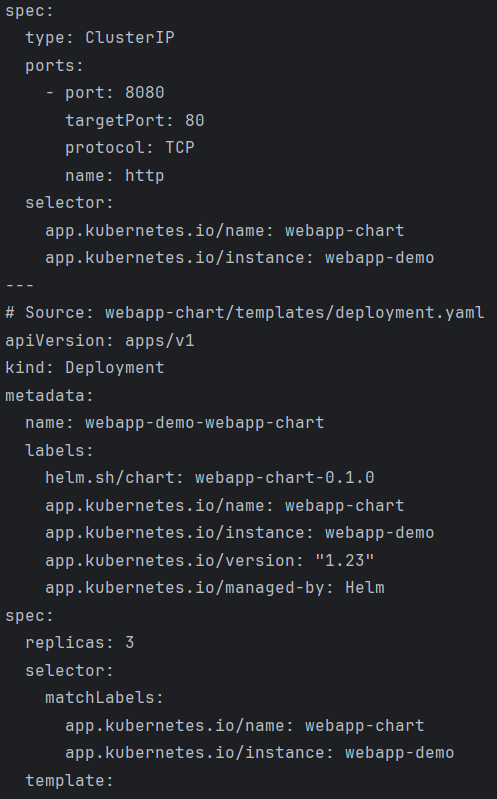 spec:
  type: ClusterIP
  ports:
    - port: 8080
      targetPort: 80
      protocol: TCP
      name: http
  selector:
    app.kubernetes.io/name: webapp-chart
    app.kubernetes.io/instance: webapp-demo
---
# Source: webapp-chart/templates/deployment.yaml
apiVersion: apps/v1
kind: Deployment
metadata:
  name: webapp-demo-webapp-chart
  labels:
    helm.sh/chart: webapp-chart-0.1.0
    app.kubernetes.io/name: webapp-chart
    app.kubernetes.io/instance: webapp-demo
    app.kubernetes.io/version: "1.23"
    app.kubernetes.io/managed-by: Helm
spec:
  replicas: 3
  selector:
    matchLabels:
      app.kubernetes.io/name: webapp-chart
      app.kubernetes.io/instance: webapp-demo
  template: